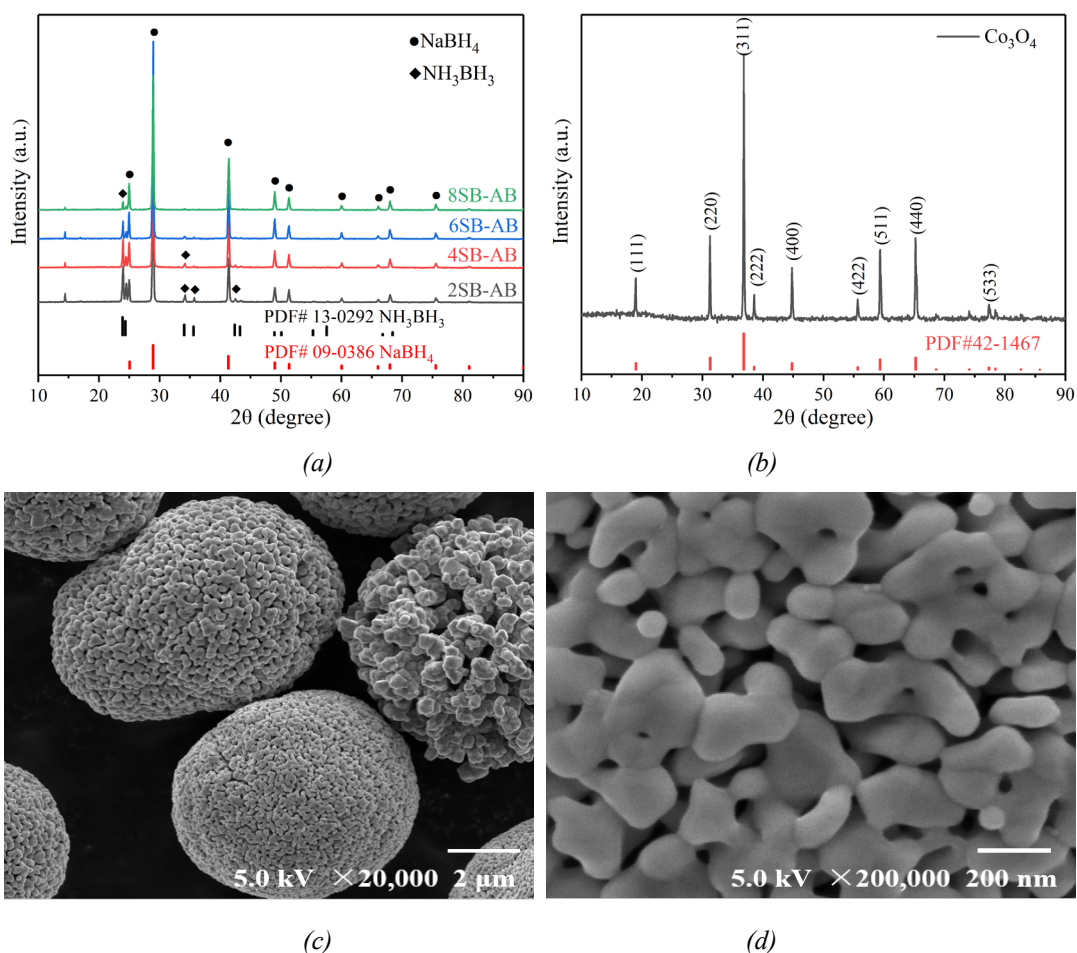 Intensity (a.u.)
● NaBH₄
◆ NH₃BH₃
8SB-AB
6SB-AB
4SB-AB
2SB-AB
PDF# 13-0292 NH₃BH₃
PDF# 09-0386 NaBH₄
10 20 30 40 50 60 70 80 90
2θ (degree)
(a)
Intensity (a.u.)
Co₃O₄
(111)
(220)
(311)
(222)
(400)
(422)
(511)
(440)
(533)
PDF#42-1467
10 20 30 40 50 60 70 80 90
2θ (degree)
(b)
5.0 kV ×20,000 2 μm
(c)
5.0 kV ×200,000 200 nm
(d)